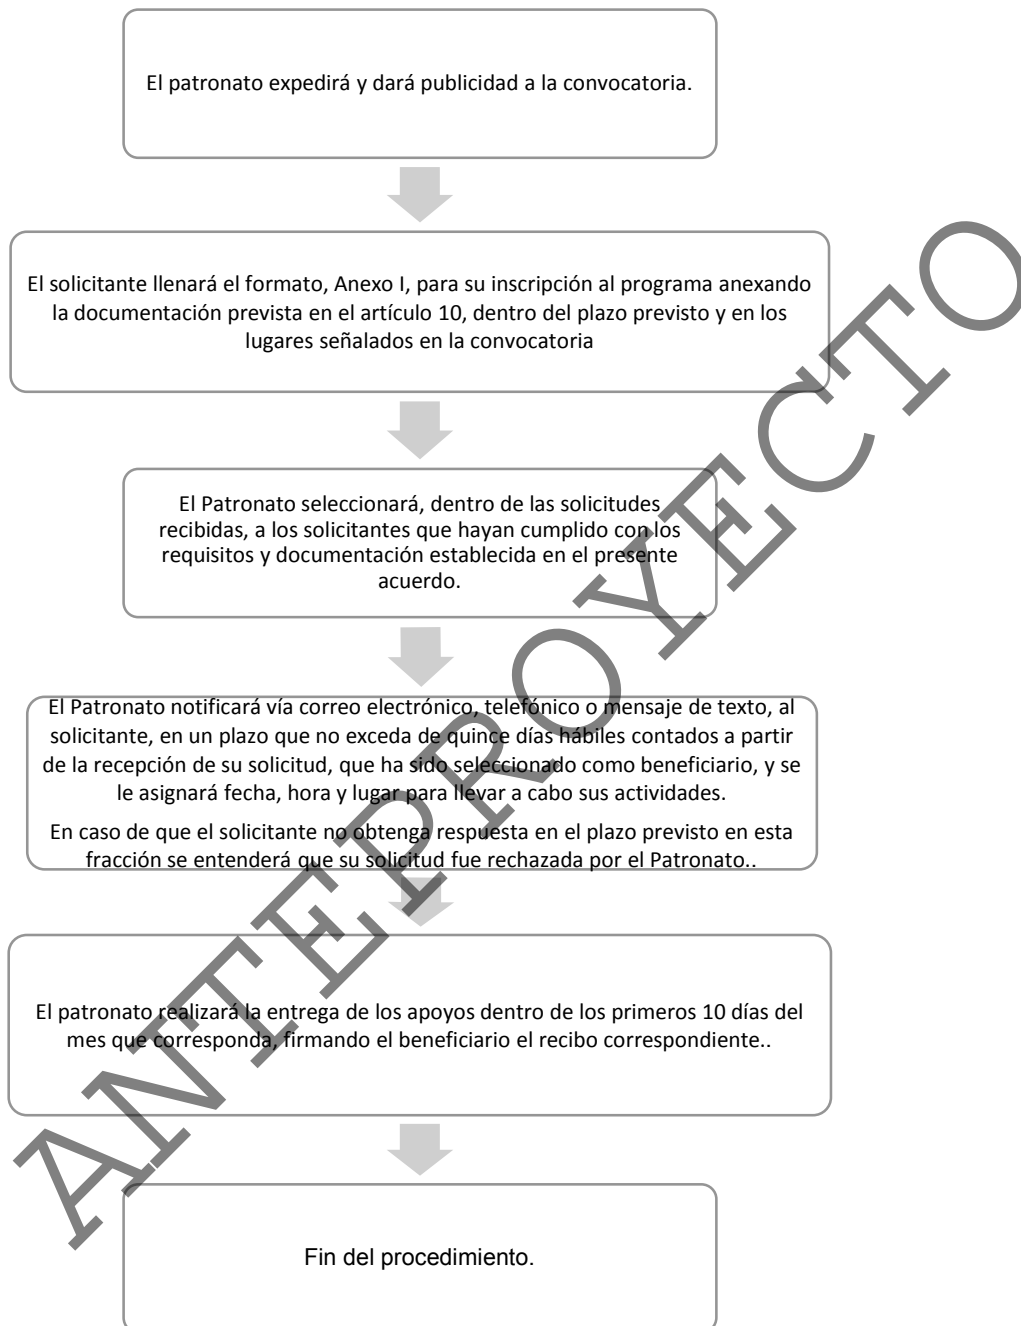 El patronato expedirá y dará publicidad a la convocatoria.
El solicitante llenará el formato, Anexo I, para su inscripción al programa anexando
la documentación prevista en el artículo 10, dentro del plazo previsto y en los
lugares señalados en la convocatoria
El Patronato seleccionará, dentro de las solicitudes
recibidas, a los solicitantes que hayan cumplido con los
requisitos y documentación establecida en el presente
acuerdo.
El Patronato notificará vía correo electrónico, telefónico o mensaje de texto, al
solicitante, en un plazo que no exceda de quince días hábiles contados a partir
de la recepción de su solicitud, que ha sido seleccionado como beneficiario, y se
le asignará fecha, hora y lugar para llevar a cabo sus actividades.
En caso de que el solicitante no obtenga respuesta en el plazo previsto en esta
fracción se entenderá que su solicitud fue rechazada por el Patronato..
El patronato realizará la entrega de los apoyos dentro de los primeros 10 días del
mes que corresponda, firmando el beneficiario el recibo correspondiente..
Fin del procedimiento.
ANTEPROYECTO